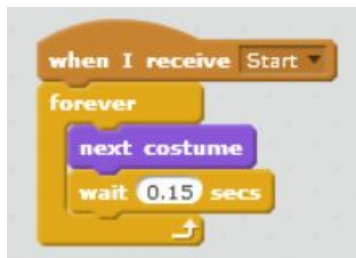 when I receive Start
forever
next costume
wait 0.15 secs